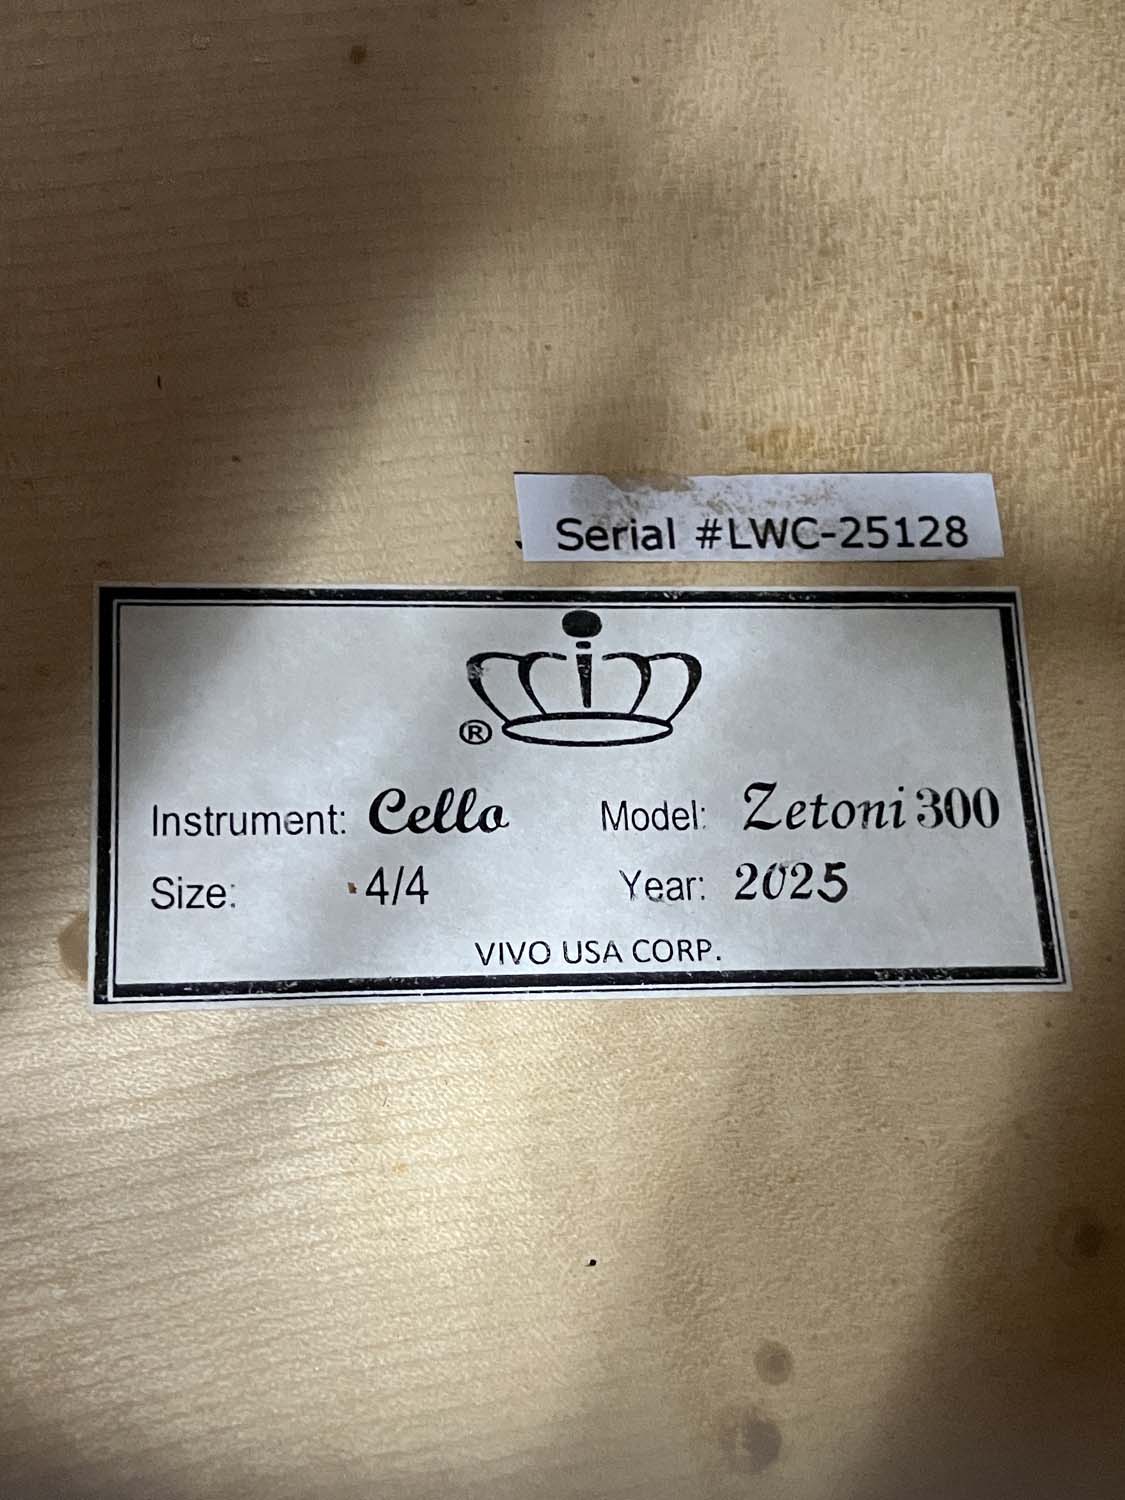 Serial #LWC-25128
®
Instrument: Cello Model: Zetoni 300
Size: 4/4 Year: 2025
VIVO USA CORP.